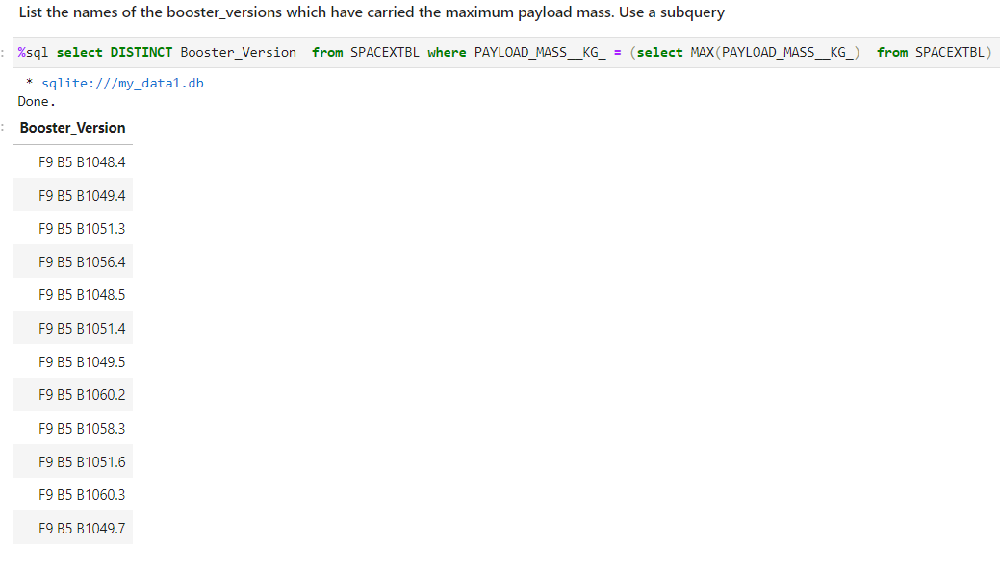 List the names of the booster_versions which have carried the maximum payload mass. Use a subquery
: %sql select DISTINCT Booster_Version  from SPACEXTBL where PAYLOAD_MASS__KG_ = (select MAX(PAYLOAD_MASS__KG_)  from SPACEXTBL)
* sqlite:///my_data1.db
Done.
: Booster_Version
F9 B5 B1048.4
F9 B5 B1049.4
F9 B5 B1051.3
F9 B5 B1056.4
F9 B5 B1048.5
F9 B5 B1051.4
F9 B5 B1049.5
F9 B5 B1060.2
F9 B5 B1058.3
F9 B5 B1051.6
F9 B5 B1060.3
F9 B5 B1049.7